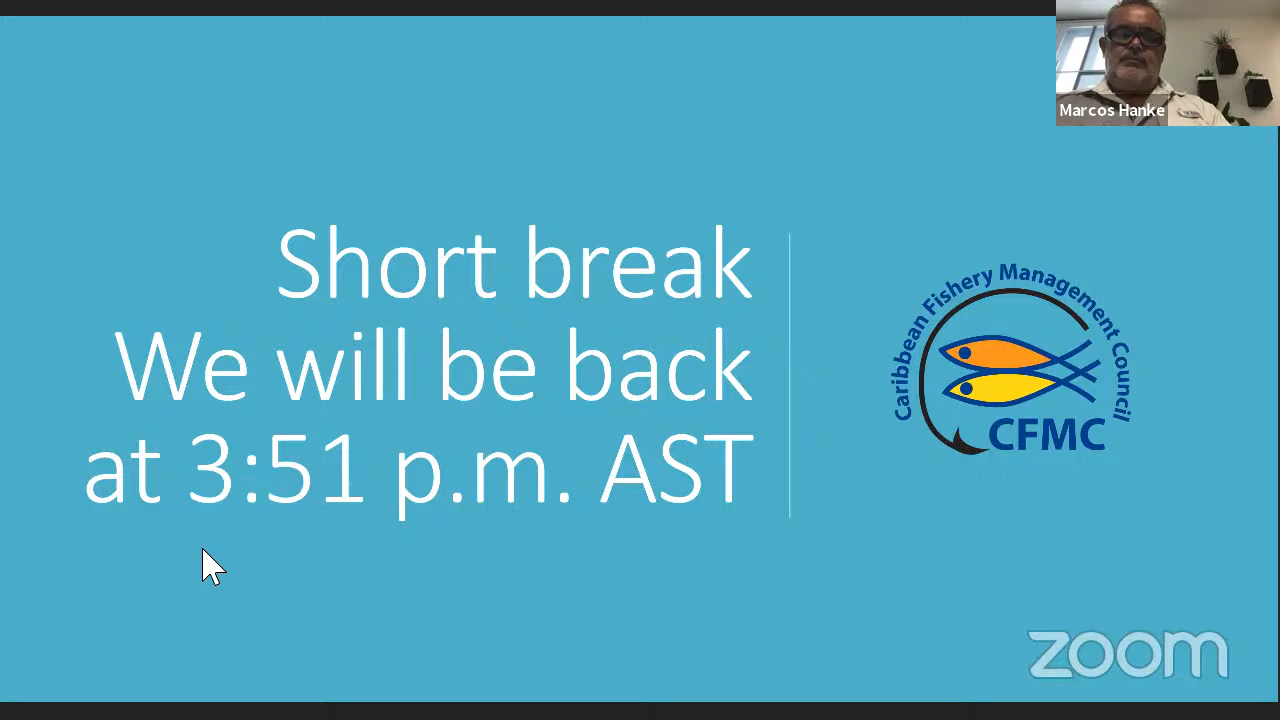 Marcos Hanke
Short break
We will be back
at 3:51 p.m. AST
Caribbean Fishery Management Council
CFMC
zoom